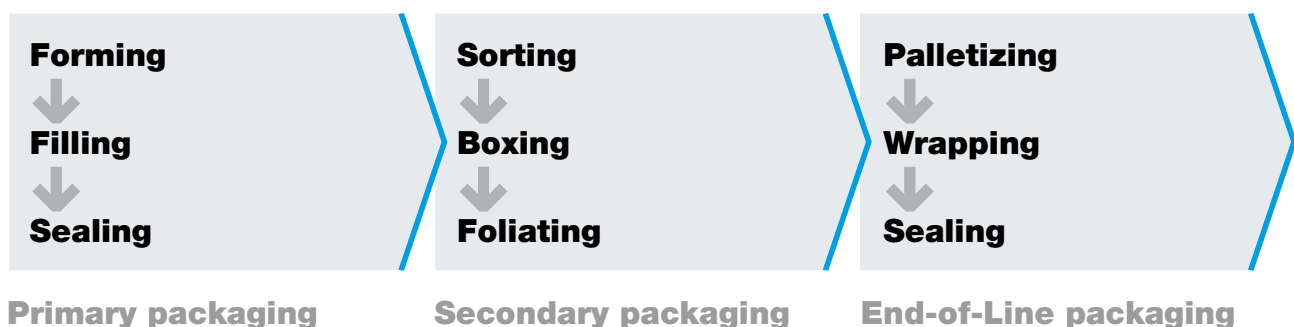 Forming
Filling
Sealing
Primary packaging
Sorting
Boxing
Foliating
Secondary packaging
Palletizing
Wrapping
Sealing
End-of-Line packaging